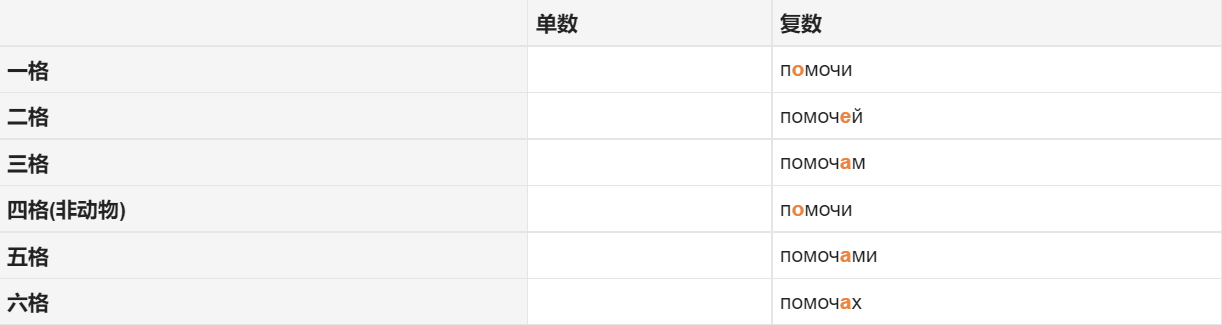 单数 复数
一格 помочи
二格 помочей
三格 помочам
四格(非动物) помочи
五格 помочами
六格 помочах